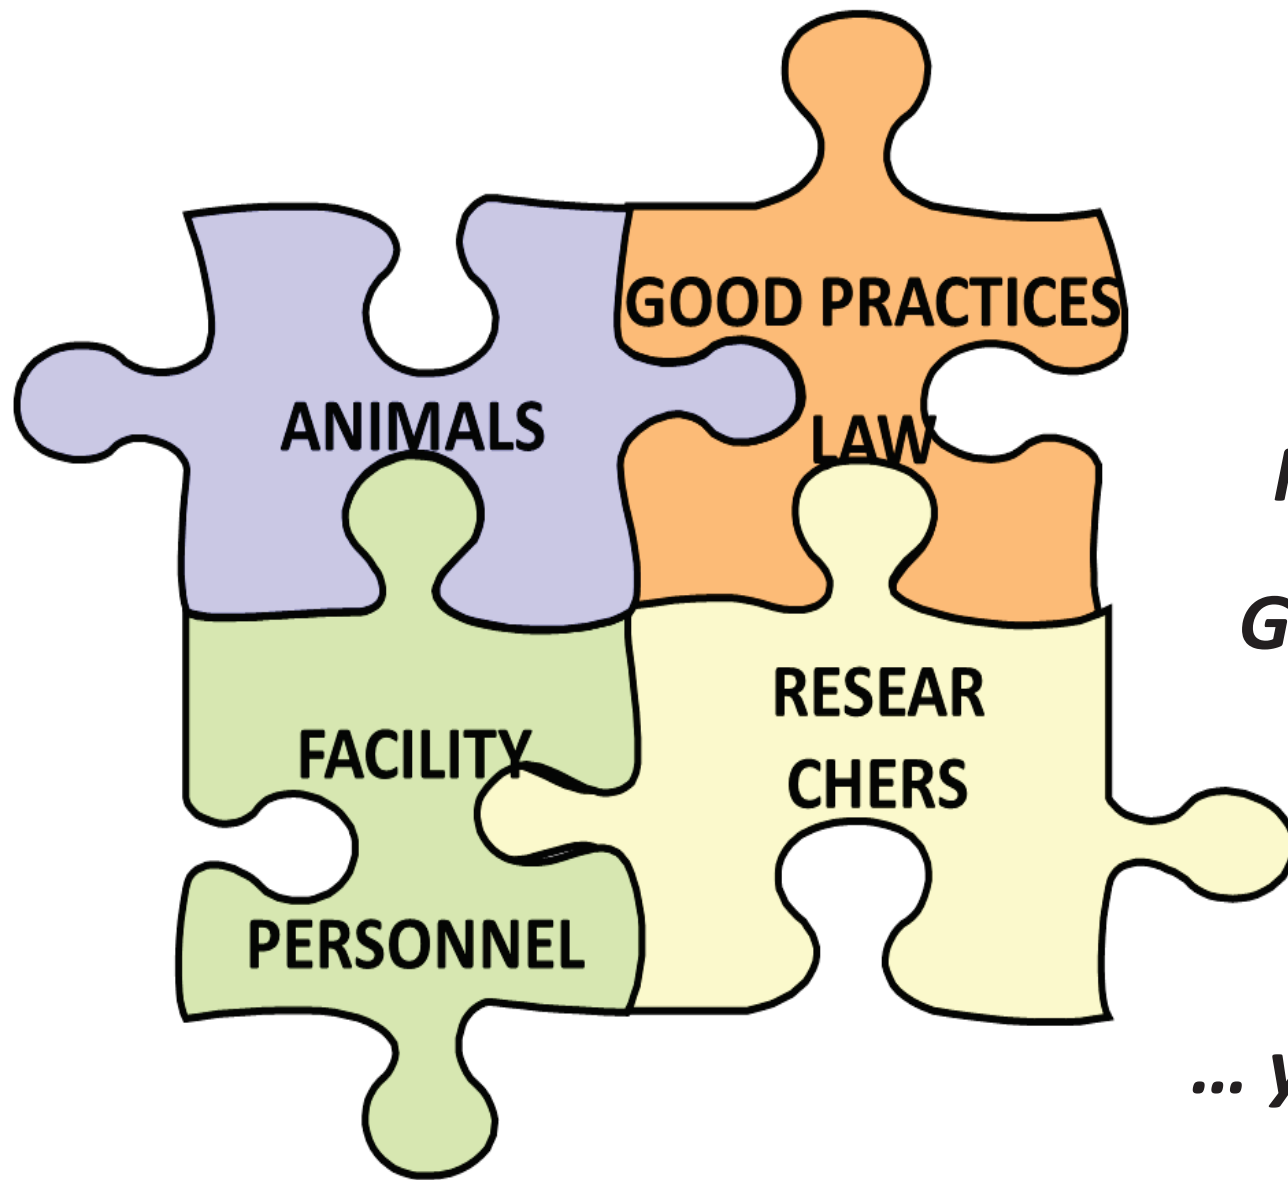 GOOD PRACTICES
ANIMALS
LAW
RESEAR
CHERS
FACILITY
PERSONNEL
G
... y